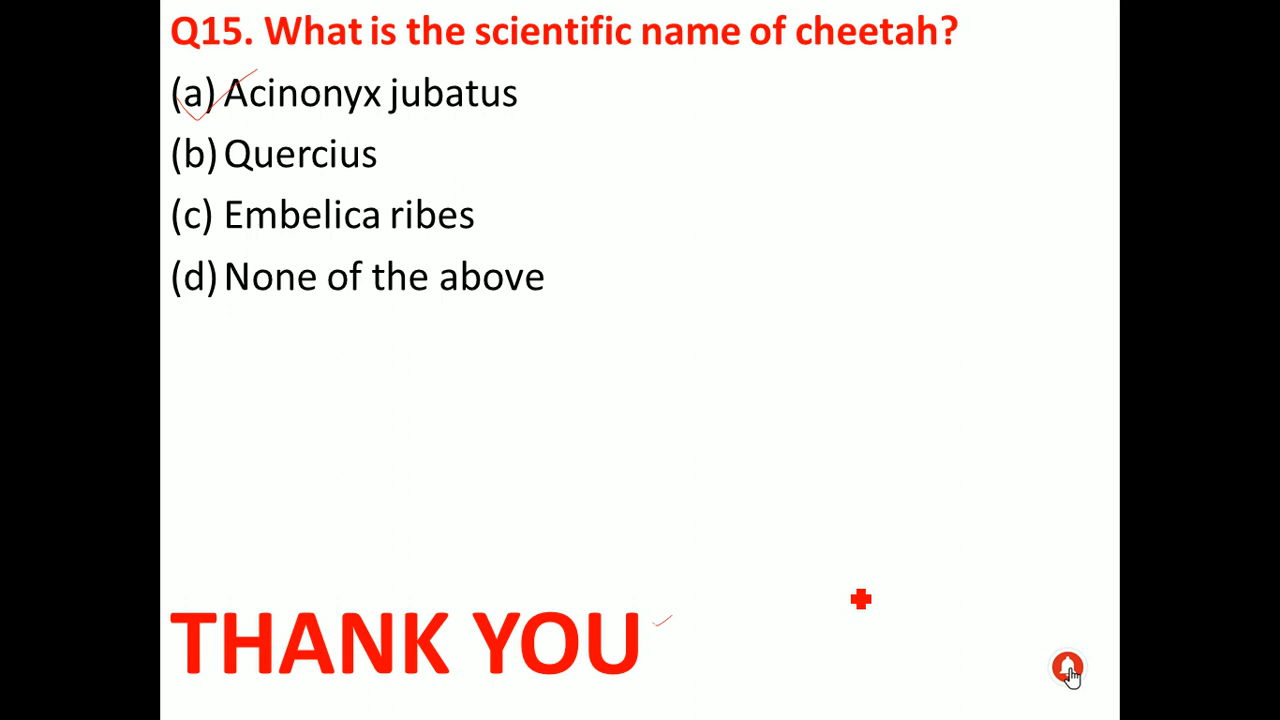 Q15. What is the scientific name of cheetah?
(a) Acinonyx jubatus
(b) Quercius
(c) Embelica ribes
(d) None of the above
THANK YOU